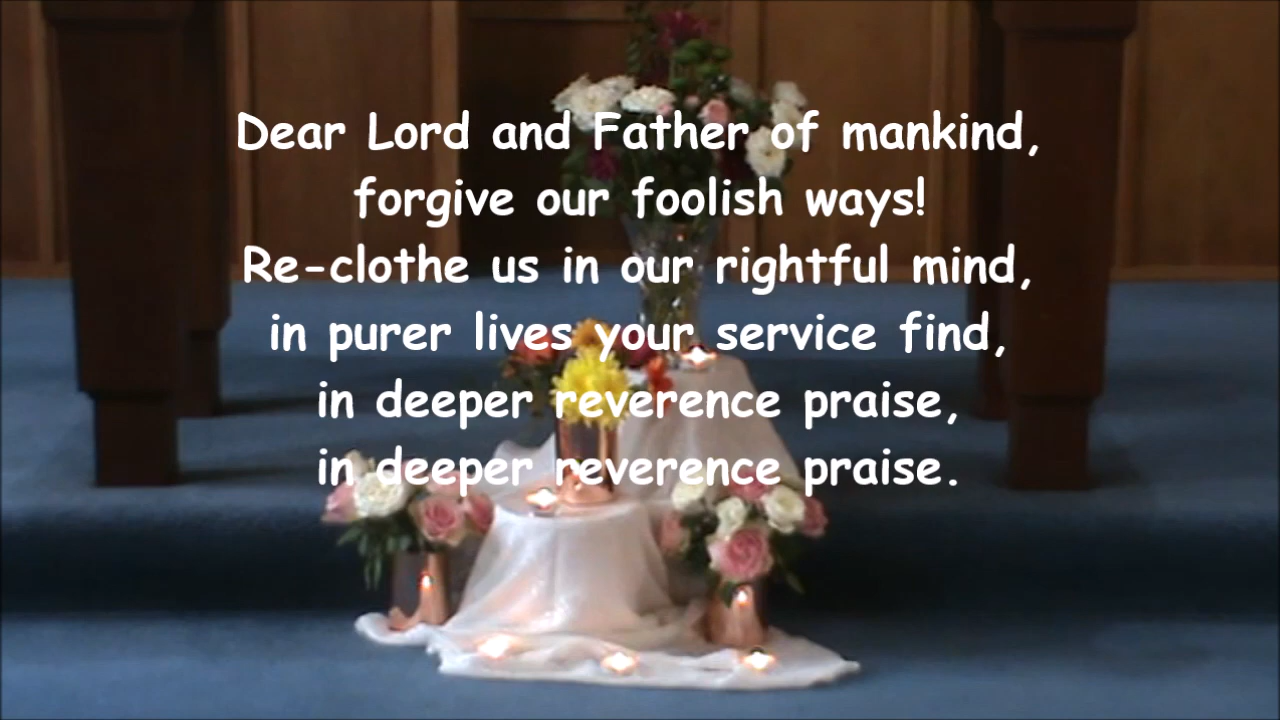 Dear Lord and Father of mankind,
forgive our foolish ways!
Re-clothe us in our rightful mind,
in purer lives your service find,
in deeper reverence praise,
in deeper reverence praise.